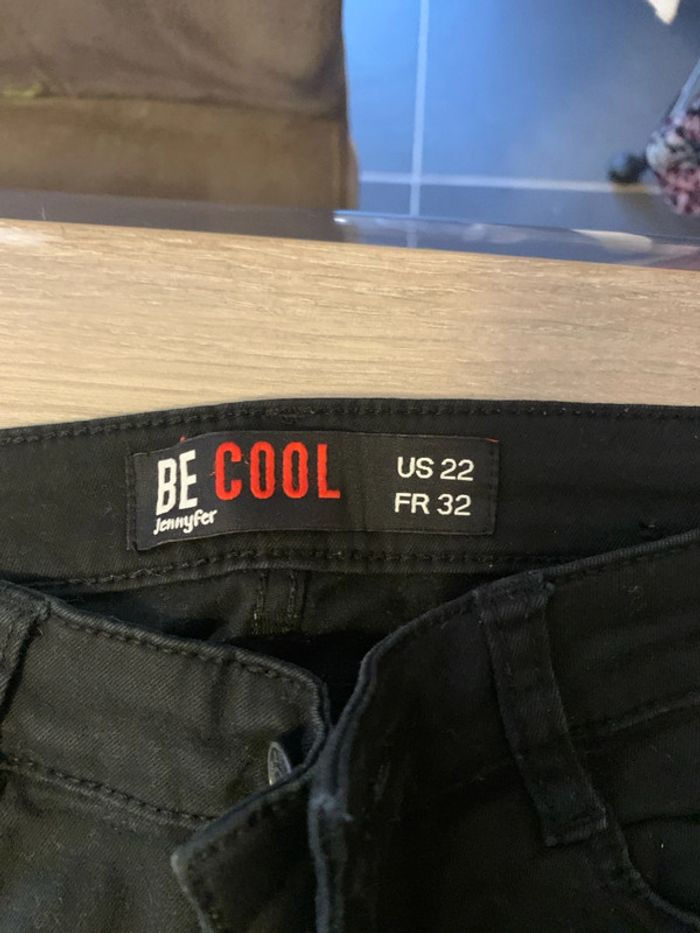 BE COOL
Jennyfer
US 22
FR 32